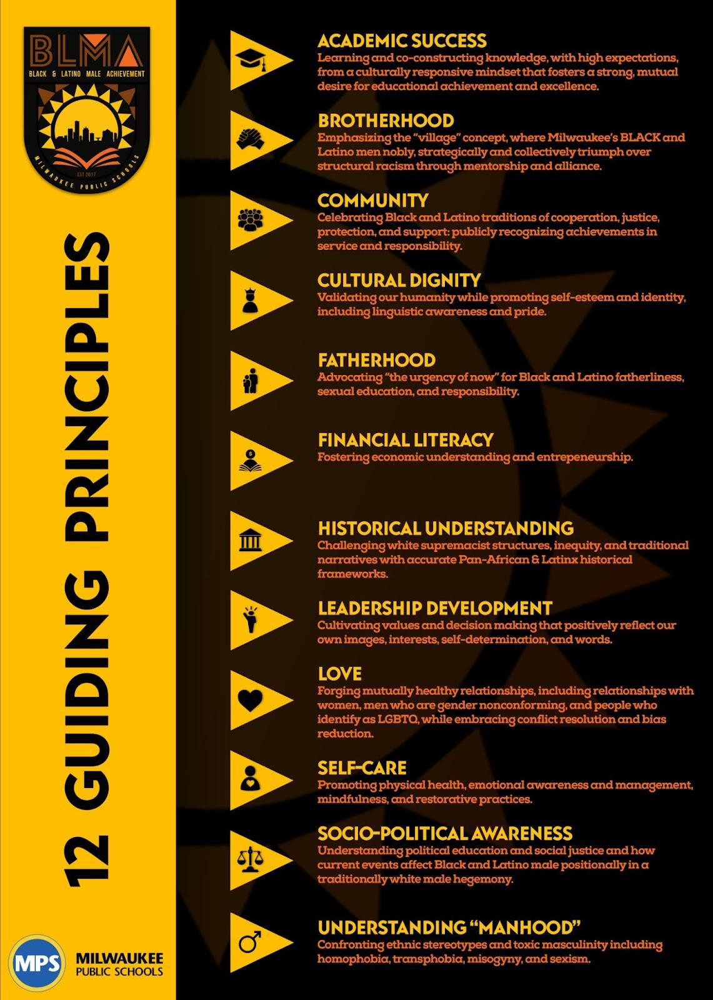 BLMA
BLACK & LATINO MALE ACHIEVEMENT
EST 2017
MILWAUKEE PUBLIC SCHOOLS
12 GUIDING PRINCIPLES
MPS
MILWAUKEE
PUBLIC SCHOOLS
ACADEMIC SUCCESS
Learning and co-constructing knowledge, with high expectations,
from a culturally responsive mindset that fosters a strong, mutual
desire for educational achievement and excellence.
BROTHERHOOD
Emphasizing the “village” concept, where Milwaukee’s BLACK and
Latino men nobly, strategically and collectively triumph over
structural racism through mentorship and alliance.
COMMUNITY
Celebrating Black and Latino traditions of cooperation, justice,
protection, and support: publicly recognizing achievements in
service and responsibility.
CULTURAL DIGNITY
Validating our humanity while promoting self-esteem and identity,
including linguistic awareness and pride.
FATHERHOOD
Advocating “the urgency of now” for Black and Latino fatherliness,
sexual education, and responsibility.
FINANCIAL LITERACY
Fostering economic understanding and entrepeneurship.
HISTORICAL UNDERSTANDING
Challenging white supremacist structures, inequity, and traditional
narratives with accurate Pan-African & Latinx historical
frameworks.
LEADERSHIP DEVELOPMENT
Cultivating values and decision making that positively reflect our
own images, interests, self-determination, and words.
LOVE
Forging mutually healthy relationships, including relationships with
women, men who are gender nonconforming, and people who
identify as LGBTQ, while embracing conflict resolution and bias
reduction.
SELF-CARE
Promoting physical health, emotional awareness and management,
mindfulness, and restorative practices.
SOCIO-POLITICAL AWARENESS
Understanding political education and social justice and how
current events affect Black and Latino male positionally in a
traditionally white male hegemony.
UNDERSTANDING “MANHOOD”
Confronting ethnic stereotypes and toxic masculinity including
homophobia, transphobia, misogyny, and sexism.